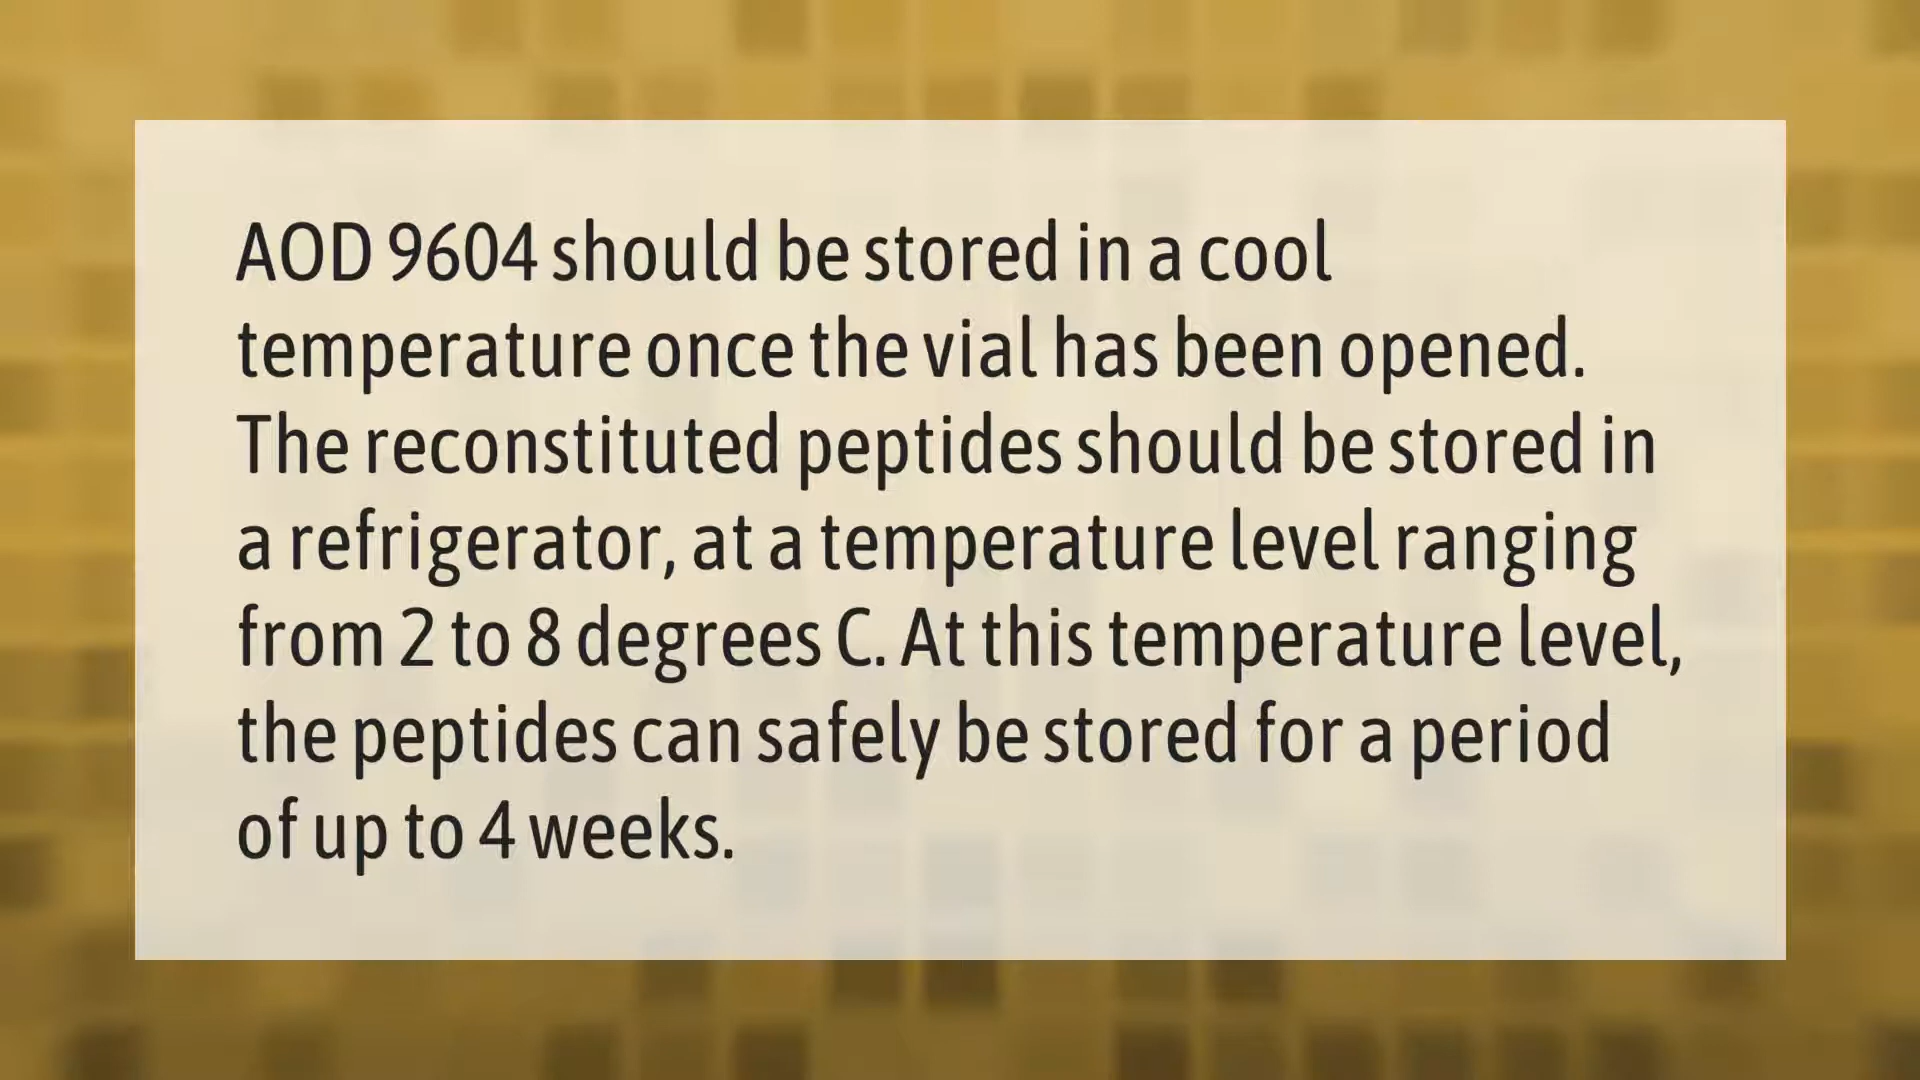 AOD 9604 should be stored in a cool
temperature once the vial has been opened.
The reconstituted peptides should be stored in
a refrigerator, at a temperature level ranging
from 2 to 8 degrees C. At this temperature level,
the peptides can safely be stored for a period
of up to 4 weeks.